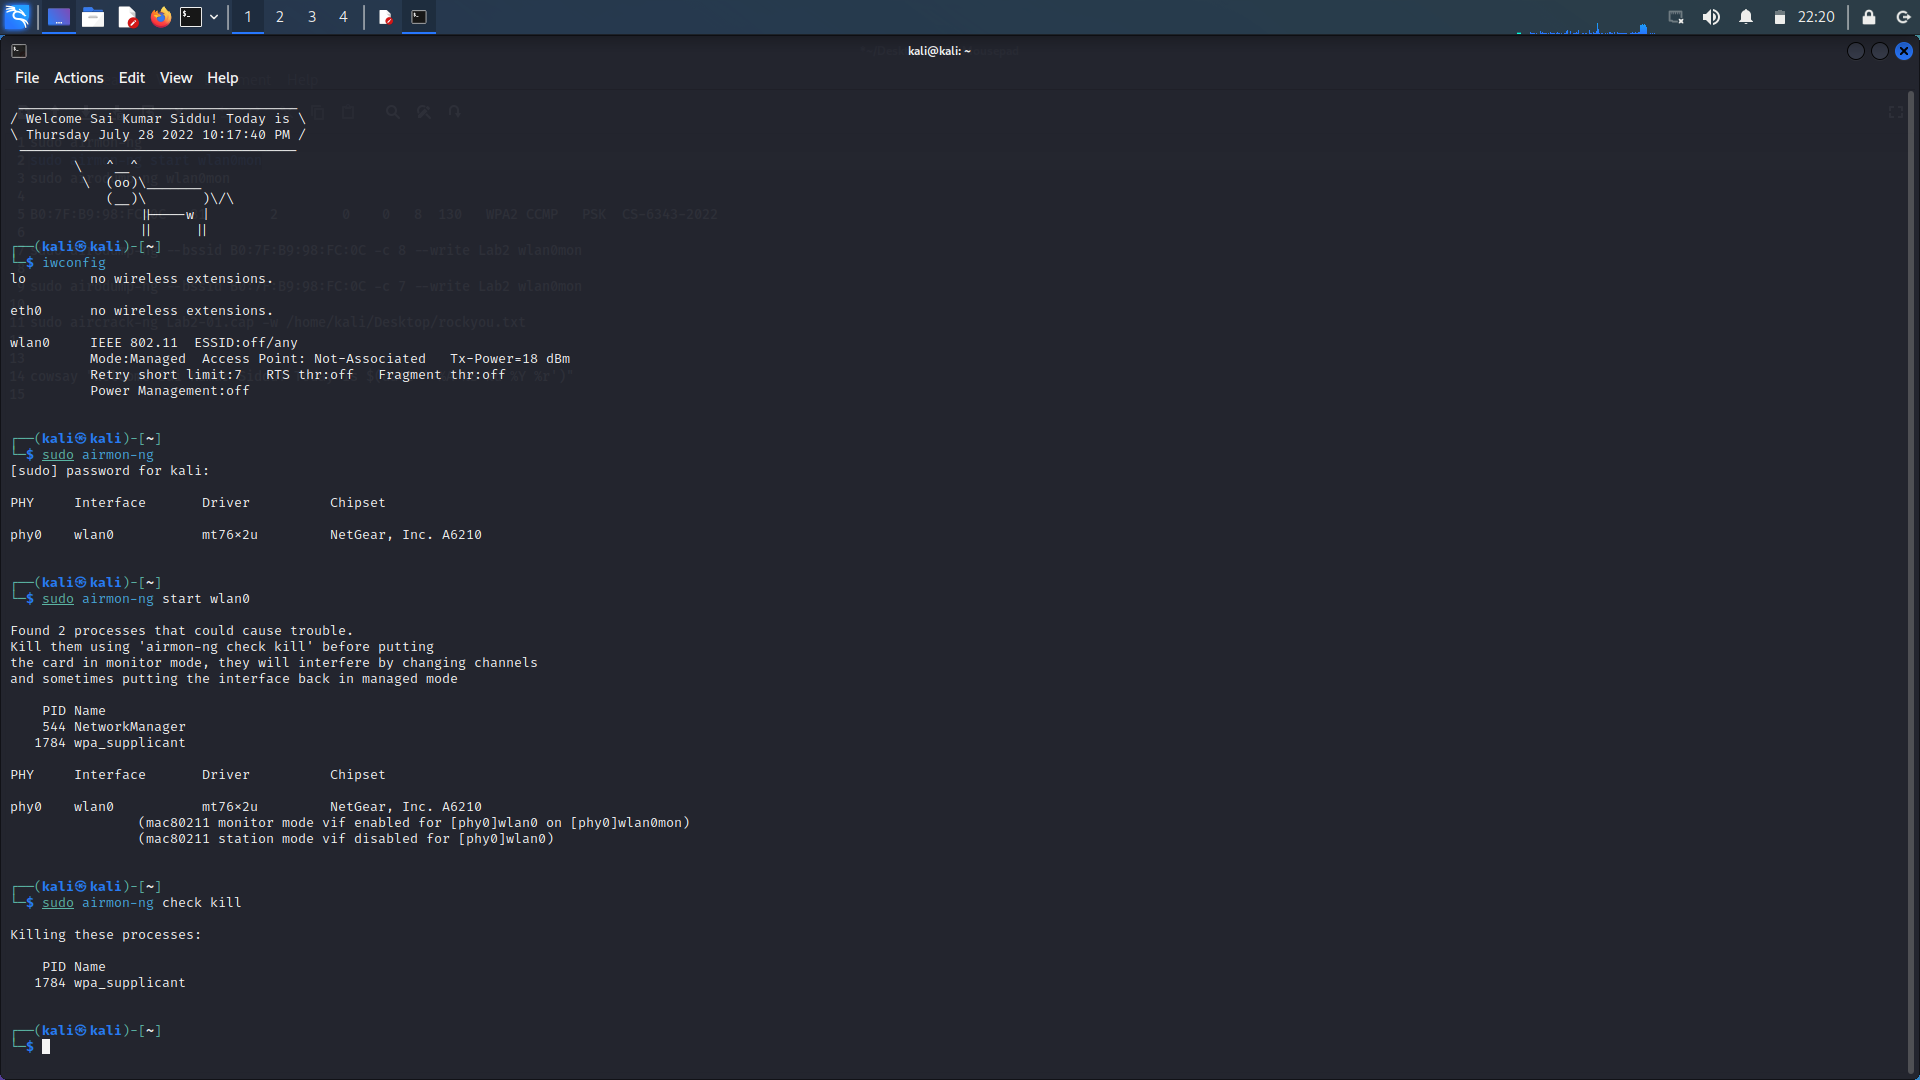 1 2 3 4 22:20
kali@kali: ~
File Actions Edit View Help
/ Welcome Sai Kumar Siddu! Today is \
\ Thursday July 28 2022 10:17:40 PM /
\ ^__^
\ (oo)\_______
(__)\ )\/\
||----w |
|| ||
┌──(kali㉿kali)-[~]
└─$ iwconfig
lo no wireless extensions.
eth0 no wireless extensions.
wlan0 IEEE 802.11 ESSID:off/any
Mode:Managed Access Point: Not-Associated Tx-Power=18 dBm
Retry short limit:7 RTS thr:off Fragment thr:off
Power Management:off
┌──(kali㉿kali)-[~]
└─$ sudo airmon-ng
[sudo] password for kali:
PHY Interface Driver Chipset
phy0 wlan0 mt76×2u NetGear, Inc. A6210
┌──(kali㉿kali)-[~]
└─$ sudo airmon-ng start wlan0
Found 2 processes that could cause trouble.
Kill them using 'airmon-ng check kill' before putting
the card in monitor mode, they will interfere by changing channels
and sometimes putting the interface back in managed mode
PID Name
544 NetworkManager
1784 wpa_supplicant
PHY Interface Driver Chipset
phy0 wlan0 mt76×2u NetGear, Inc. A6210
(mac80211 monitor mode vif enabled for [phy0]wlan0 on [phy0]wlan0mon)
(mac80211 station mode vif disabled for [phy0]wlan0)
┌──(kali㉿kali)-[~]
└─$ sudo airmon-ng check kill
Killing these processes:
PID Name
1784 wpa_supplicant
┌──(kali㉿kali)-[~]
└─$